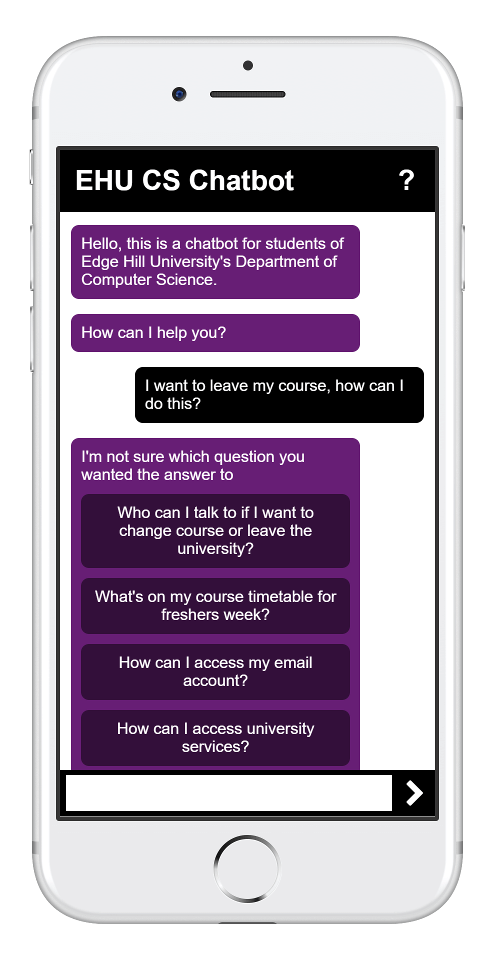 EHU CS Chatbot
?
Hello, this is a chatbot for students of
Edge Hill University's Department of
Computer Science.
How can I help you?
I want to leave my course, how can I
do this?
I'm not sure which question you
wanted the answer to
Who can I talk to if I want to
change course or leave the
university?
What's on my course timetable for
freshers week?
How can I access my email
account?
How can I access university
services?